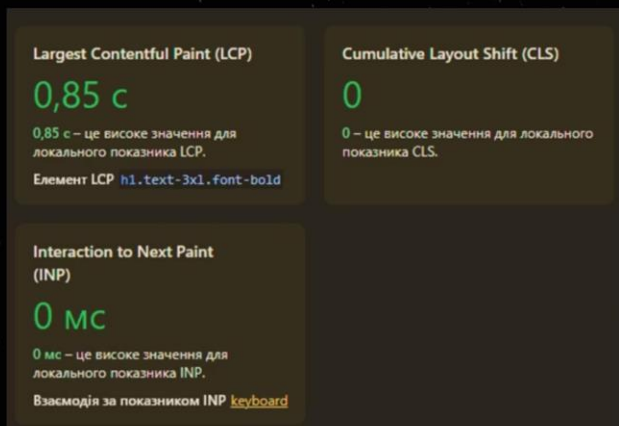 Largest Contentful Paint (LCP)
0,85 с
0,85 с – це високе значення для
локального показника LCP.
Елемент LCP h1.text-3xl.font-bold
Cumulative Layout Shift (CLS)
0
0 – це високе значення для локального
показника CLS.
Interaction to Next Paint
(INP)
0 мс
0 мс – це високе значення для
локального показника INP.
Взаємодія за показником INP keyboard